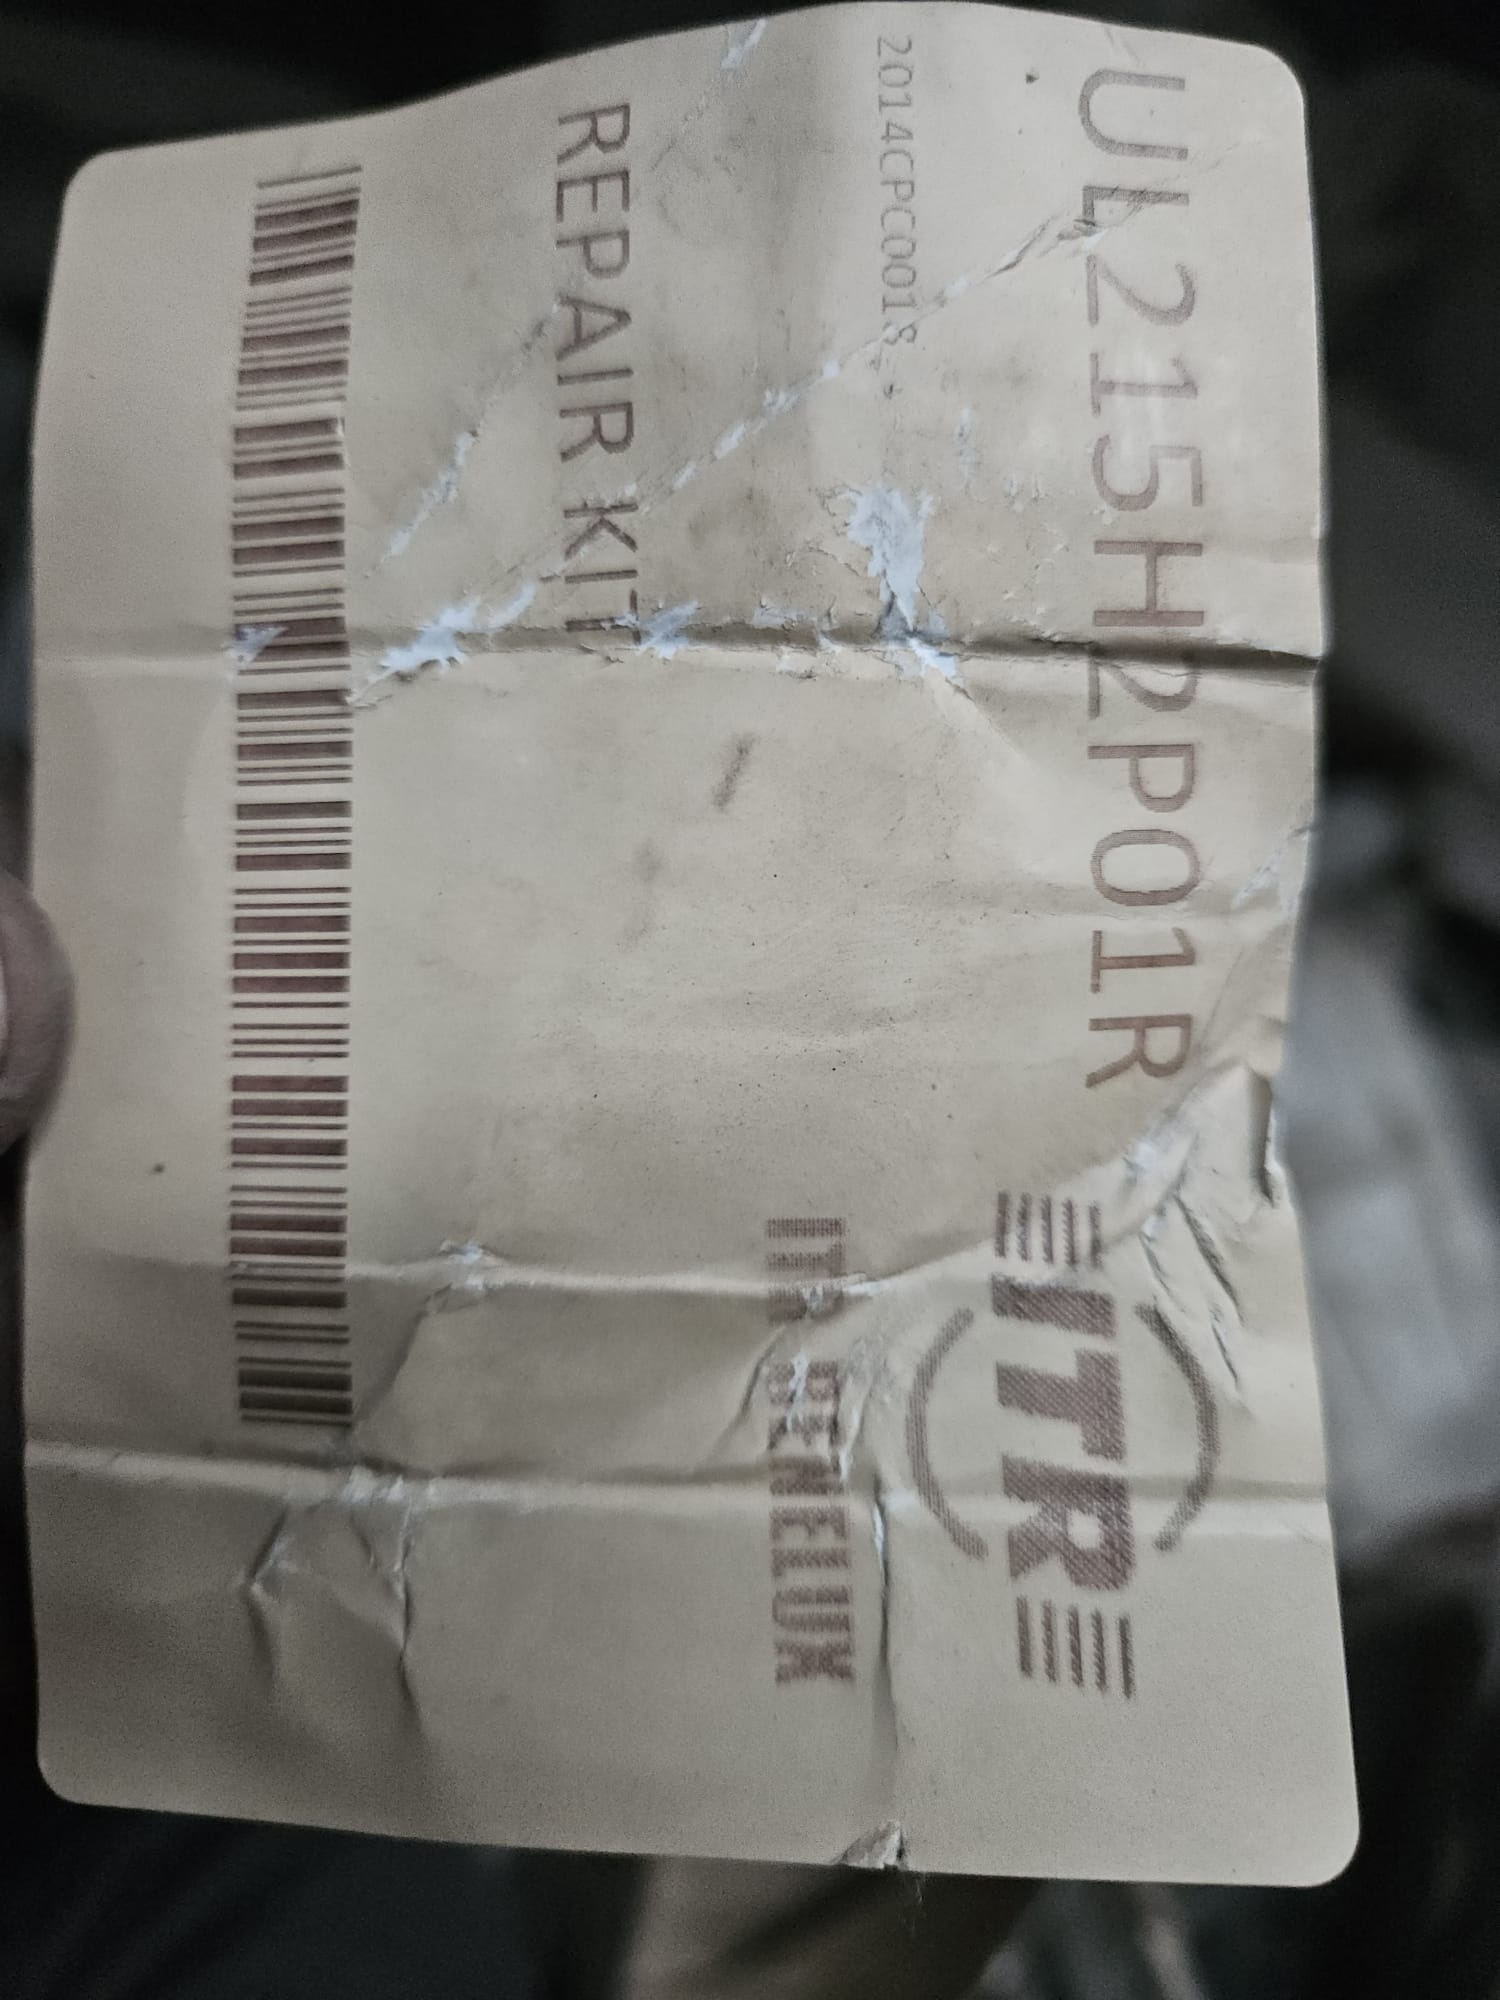 UL215H2P01R
2014CPC0018
ITR
ITR BENELUX
REPAIR KIT